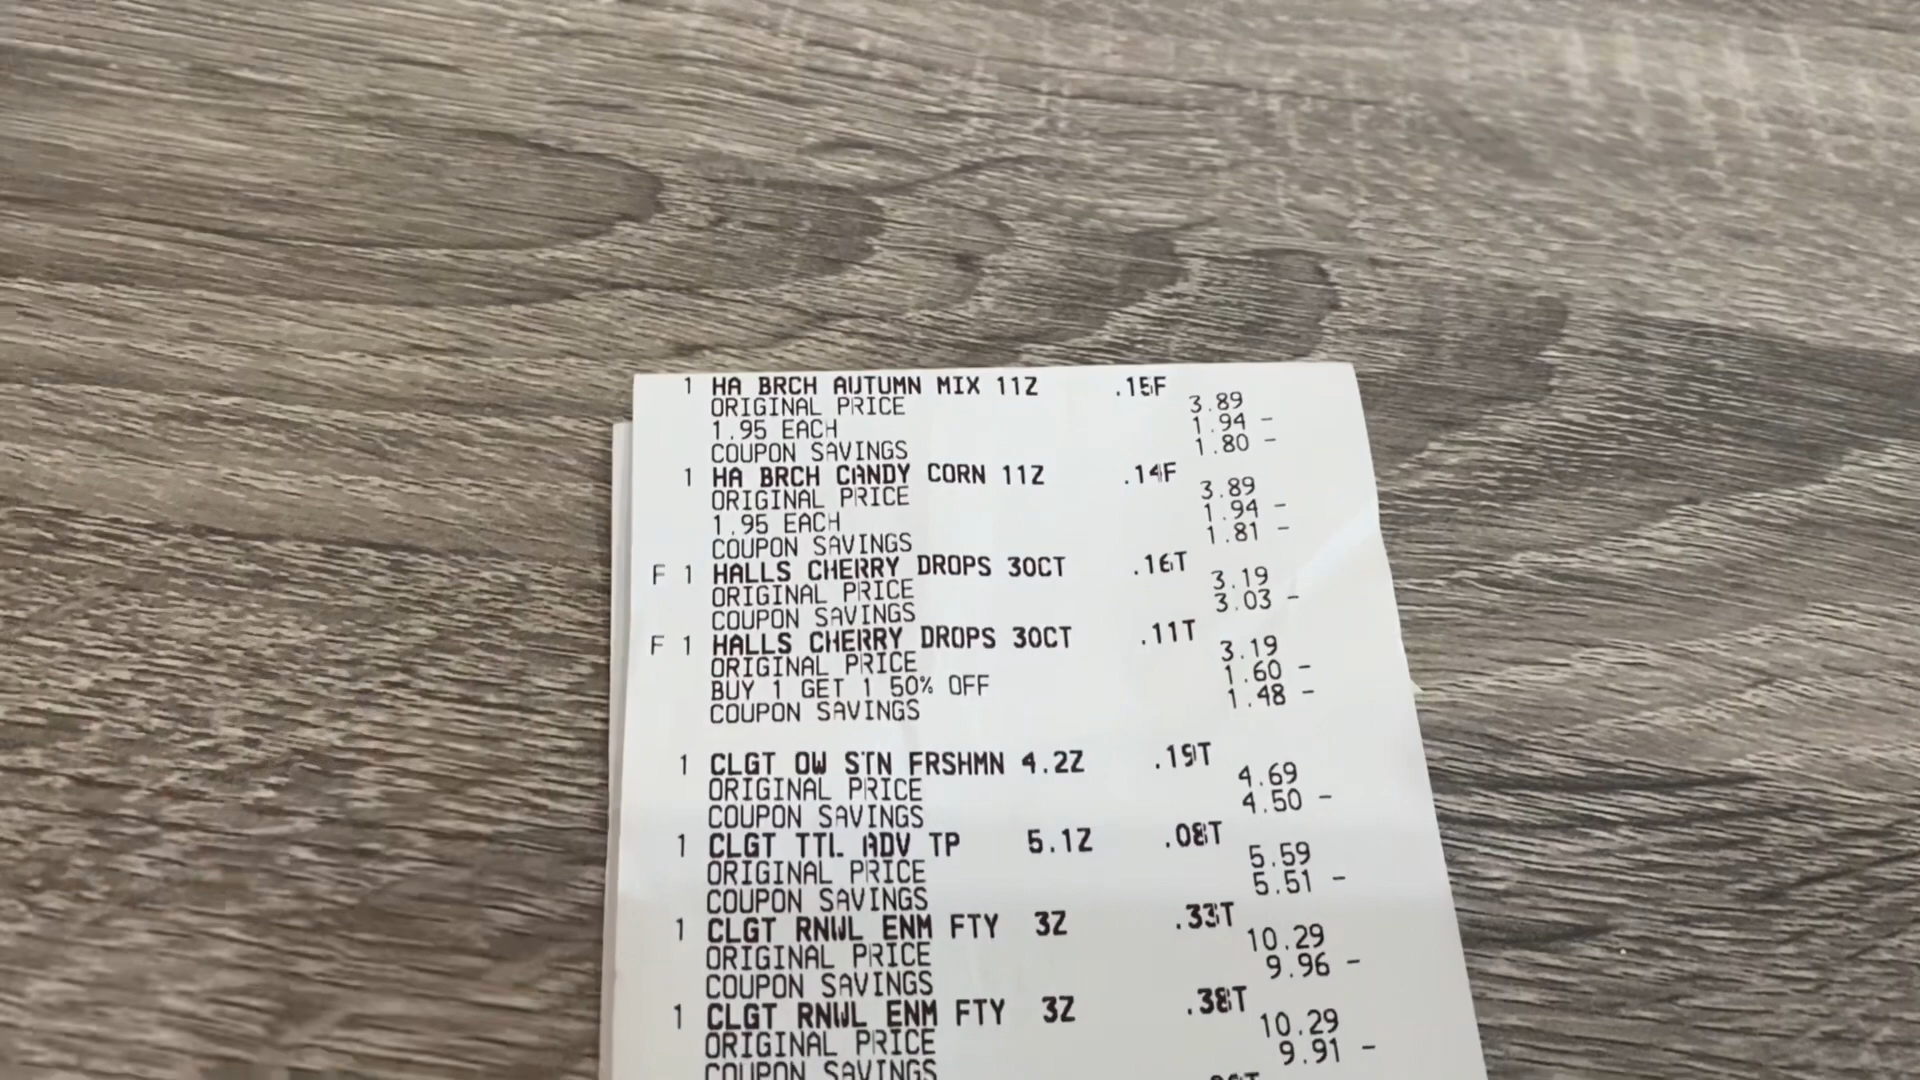 1 HA BRCH AUTUMN MIX 11Z .15F
ORIGINAL PRICE 3.89
1.95 EACH 1.94 -
COUPON SAVINGS 1.80 -
1 HA BRCH CANDY CORN 11Z .14F
ORIGINAL PRICE 3.89
1.95 EACH 1.94 -
COUPON SAVINGS 1.81 -
F 1 HALLS CHERRY DROPS 30CT .16T
ORIGINAL PRICE 3.19
COUPON SAVINGS 3.03 -
F 1 HALLS CHERRY DROPS 30CT .11T
ORIGINAL PRICE 3.19
BUY 1 GET 1 50% OFF 1.60 -
COUPON SAVINGS 1.48 -
1 CLGT OW STN FRSHMN 4.2Z .19T
ORIGINAL PRICE 4.69
COUPON SAVINGS 4.50 -
1 CLGT TTL ADV TP 5.1Z .08T
ORIGINAL PRICE 5.59
COUPON SAVINGS 5.51 -
1 CLGT RNWL ENM FTY 3Z .33T
ORIGINAL PRICE 10.29
COUPON SAVINGS 9.96 -
1 CLGT RNWL ENM FTY 3Z .38T
ORIGINAL PRICE 10.29
COUPON SAVINGS 9.91 -